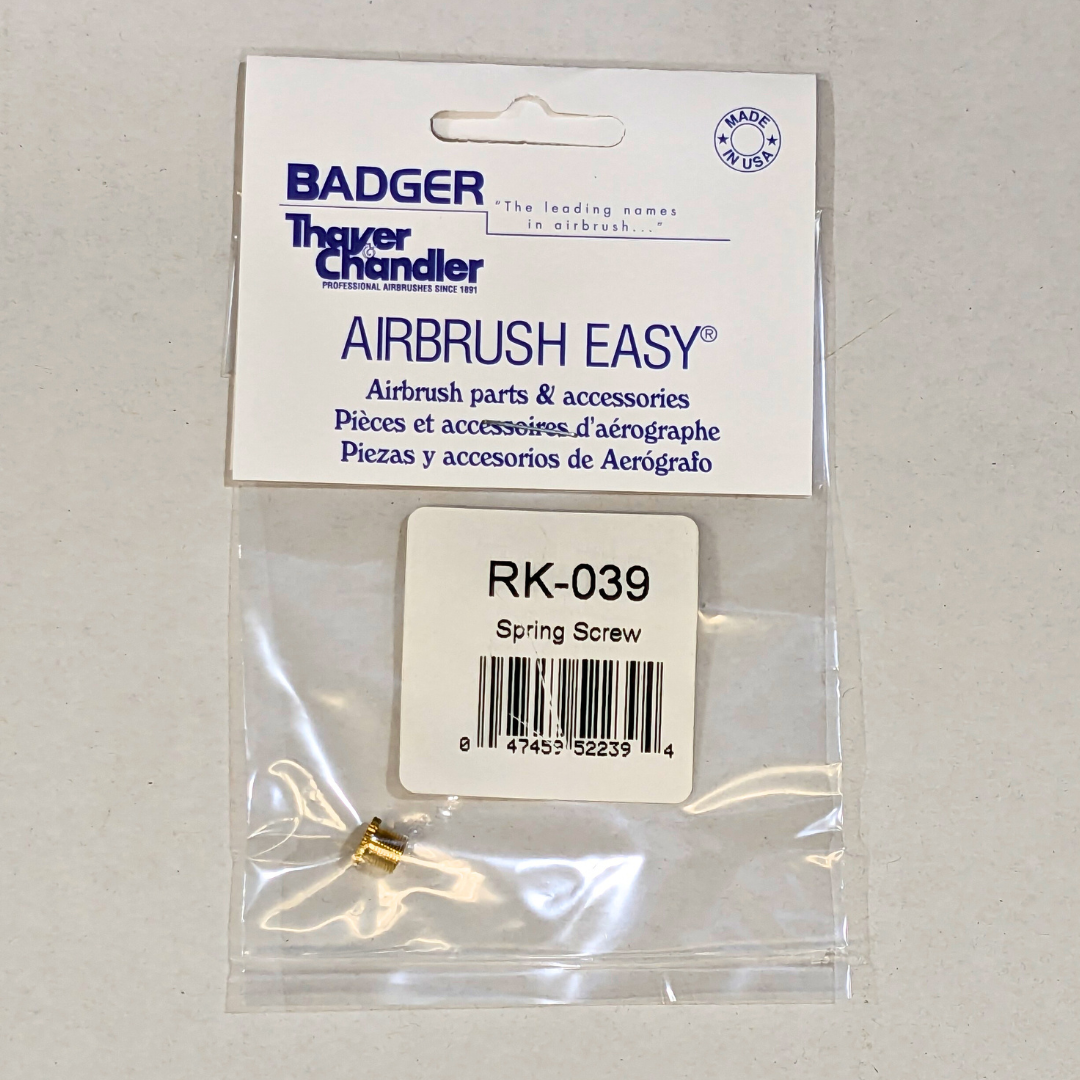 MADE IN USA
BADGER
"The leading names
in airbrush..."
Thayer
& Chandler
PROFESSIONAL AIRBRUSHES SINCE 1891
AIRBRUSH EASY®
Airbrush parts & accessories
Pièces et accessoires d'aérographe
Piezas y accesorios de Aerógrafo
RK-039
Spring Screw
0 47459 52239 4